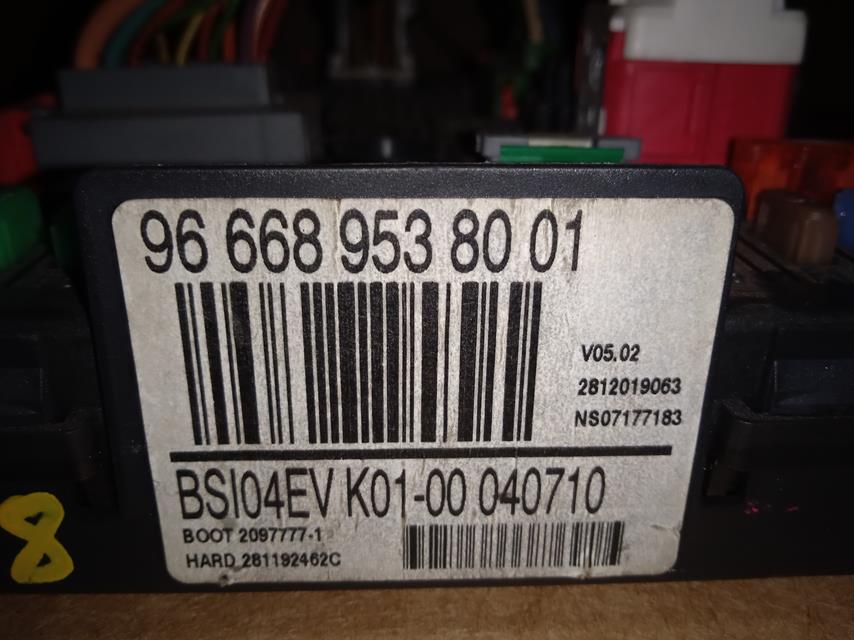 96 668 953 80 01
V05.02
2812019063
NS07177183
BSI04EV K01-00 040710
BOOT 2097777-1
HARD 281192462C
8